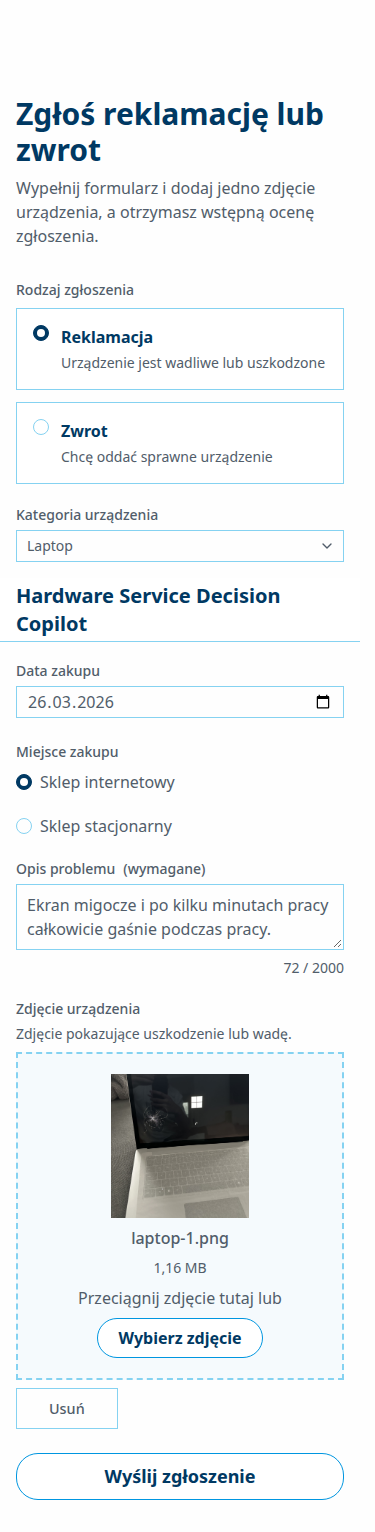 Zgłoś reklamację lub
zwrot
Wypełnij formularz i dodaj jedno zdjęcie
urządzenia, a otrzymasz wstępną ocenę
zgłoszenia.
Rodzaj zgłoszenia
Reklamacja
Urządzenie jest wadliwe lub uszkodzone
Zwrot
Chcę oddać sprawne urządzenie
Kategoria urządzenia
Laptop
Hardware Service Decision
Copilot
Data zakupu
26.03.2026
Miejsce zakupu
Sklep internetowy
Sklep stacjonarny
Opis problemu (wymagane)
Ekran migocze i po kilku minutach pracy
całkowicie gaśnie podczas pracy.
72 / 2000
Zdjęcie urządzenia
Zdjęcie pokazujące uszkodzenie lub wadę.
laptop-1.png
1,16 MB
Przeciągnij zdjęcie tutaj lub
Wybierz zdjęcie
Usuń
Wyślij zgłoszenie